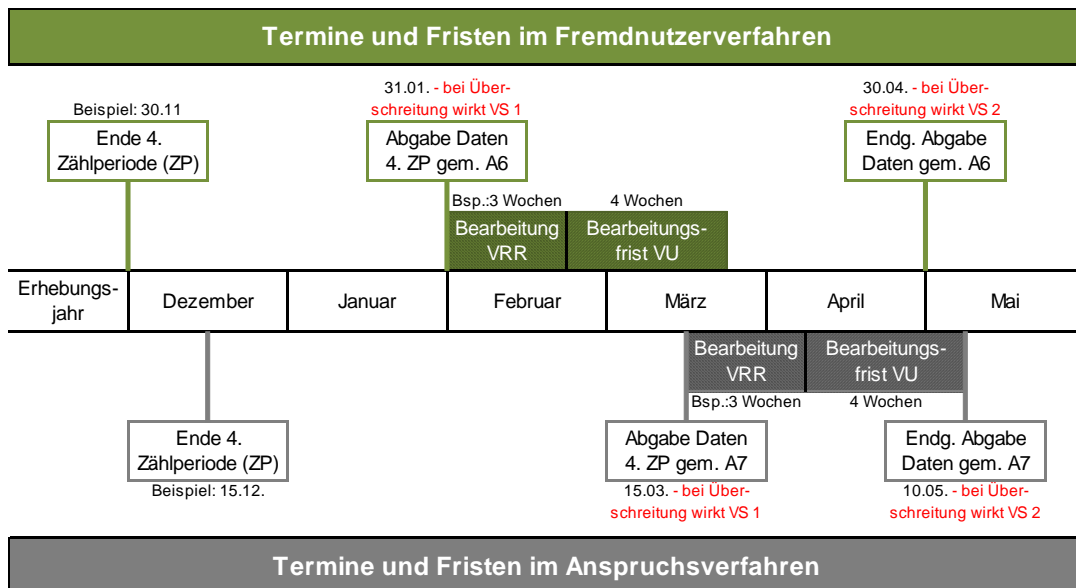 Termine und Fristen im Fremdnutzerverfahren
31.01. - bei Über-
schreitung wirkt VS 1
30.04. - bei Über-
schreitung wirkt VS 2
Beispiel: 30.11
Ende 4.
Zählperiode (ZP)
Abgabe Daten
4. ZP gem. A6
Endg. Abgabe
Daten gem. A6
Bsp.:3 Wochen
4 Wochen
Bearbeitung
VRR
Bearbeitungs-
frist VU
Erhebungs-
jahr
Dezember
Januar
Februar
März
April
Mai
Bearbeitung
VRR
Bearbeitungs-
frist VU
Bsp.:3 Wochen
4 Wochen
Ende 4.
Zählperiode (ZP)
Beispiel: 15.12.
Abgabe Daten
4. ZP gem. A7
15.03. - bei Über-
schreitung wirkt VS 1
Endg. Abgabe
Daten gem. A7
10.05. - bei Über-
schreitung wirkt VS 2
Termine und Fristen im Anspruchsverfahren